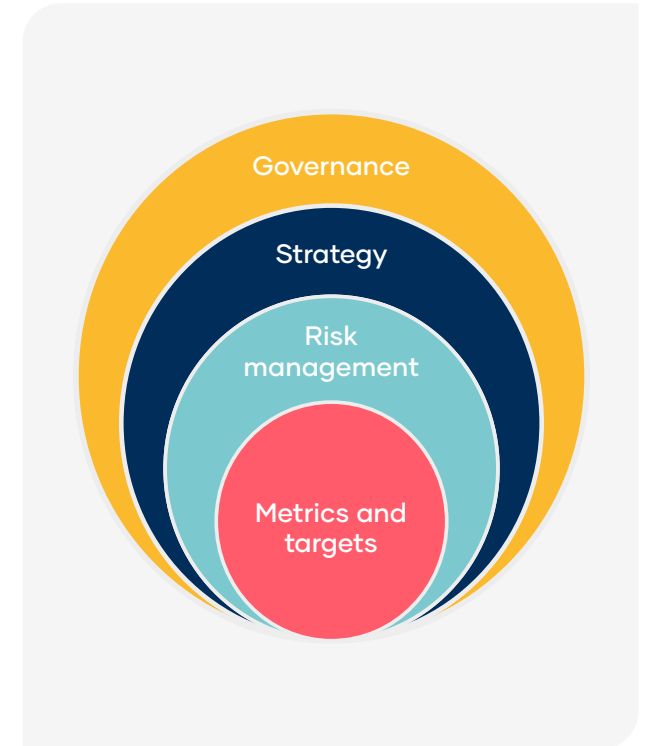 Governance
Strategy
Risk
management
Metrics and
targets